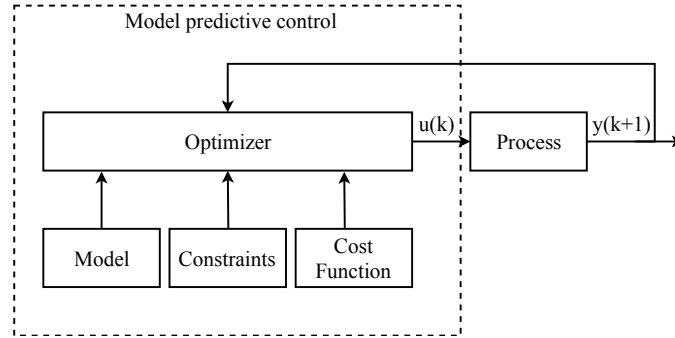 Model predictive control
Optimizer
u(k)
Process
y(k+1)
Model
Constraints
Cost
Function